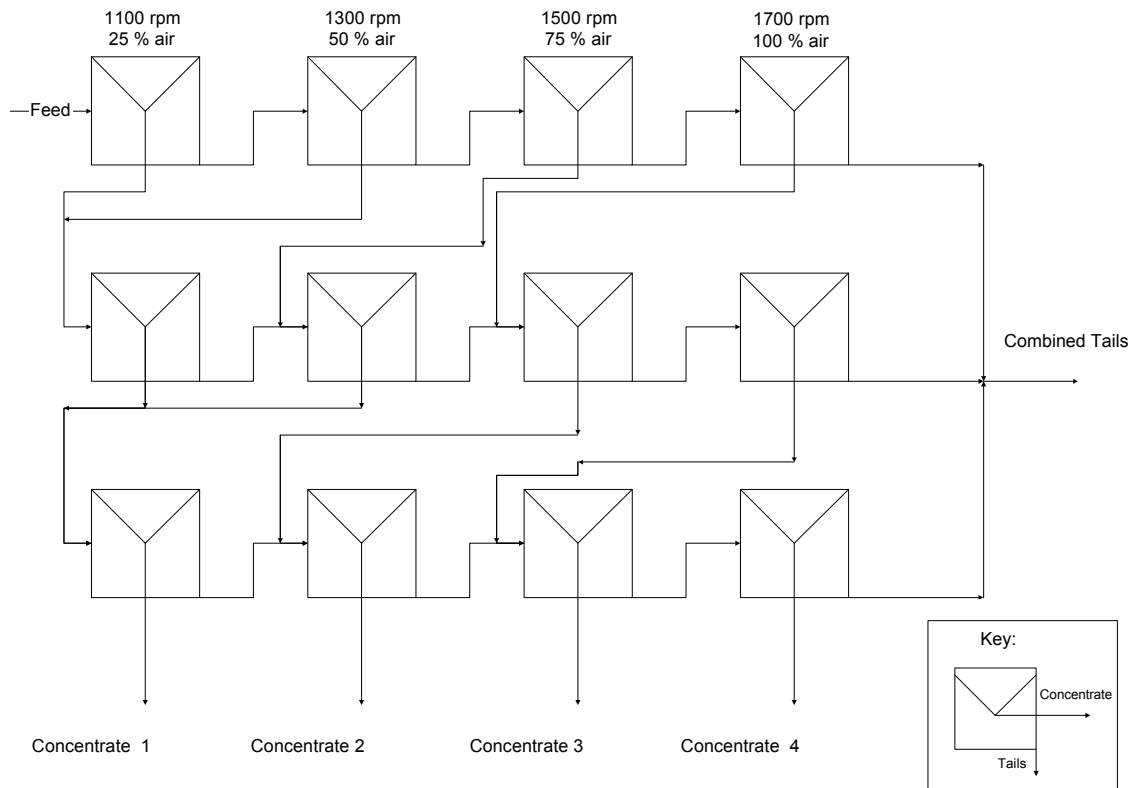 1100 rpm
25 % air
1300 rpm
50 % air
1500 rpm
75 % air
1700 rpm
100 % air
Feed
Combined Tails
Key:
Concentrate
Tails
Concentrate 1
Concentrate 2
Concentrate 3
Concentrate 4